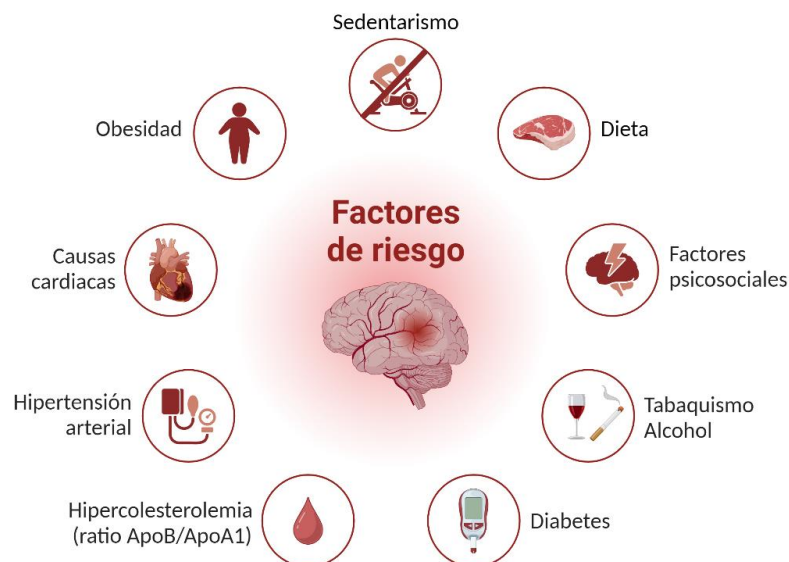 Sedentarismo
Obesidad
Dieta
Factores
de riesgo
Causas
cardiacas
Factores
psicosociales
Hipertensión
arterial
Tabaquismo
Alcohol
Hipercolesterolemia
(ratio ApoB/ApoA1)
Diabetes